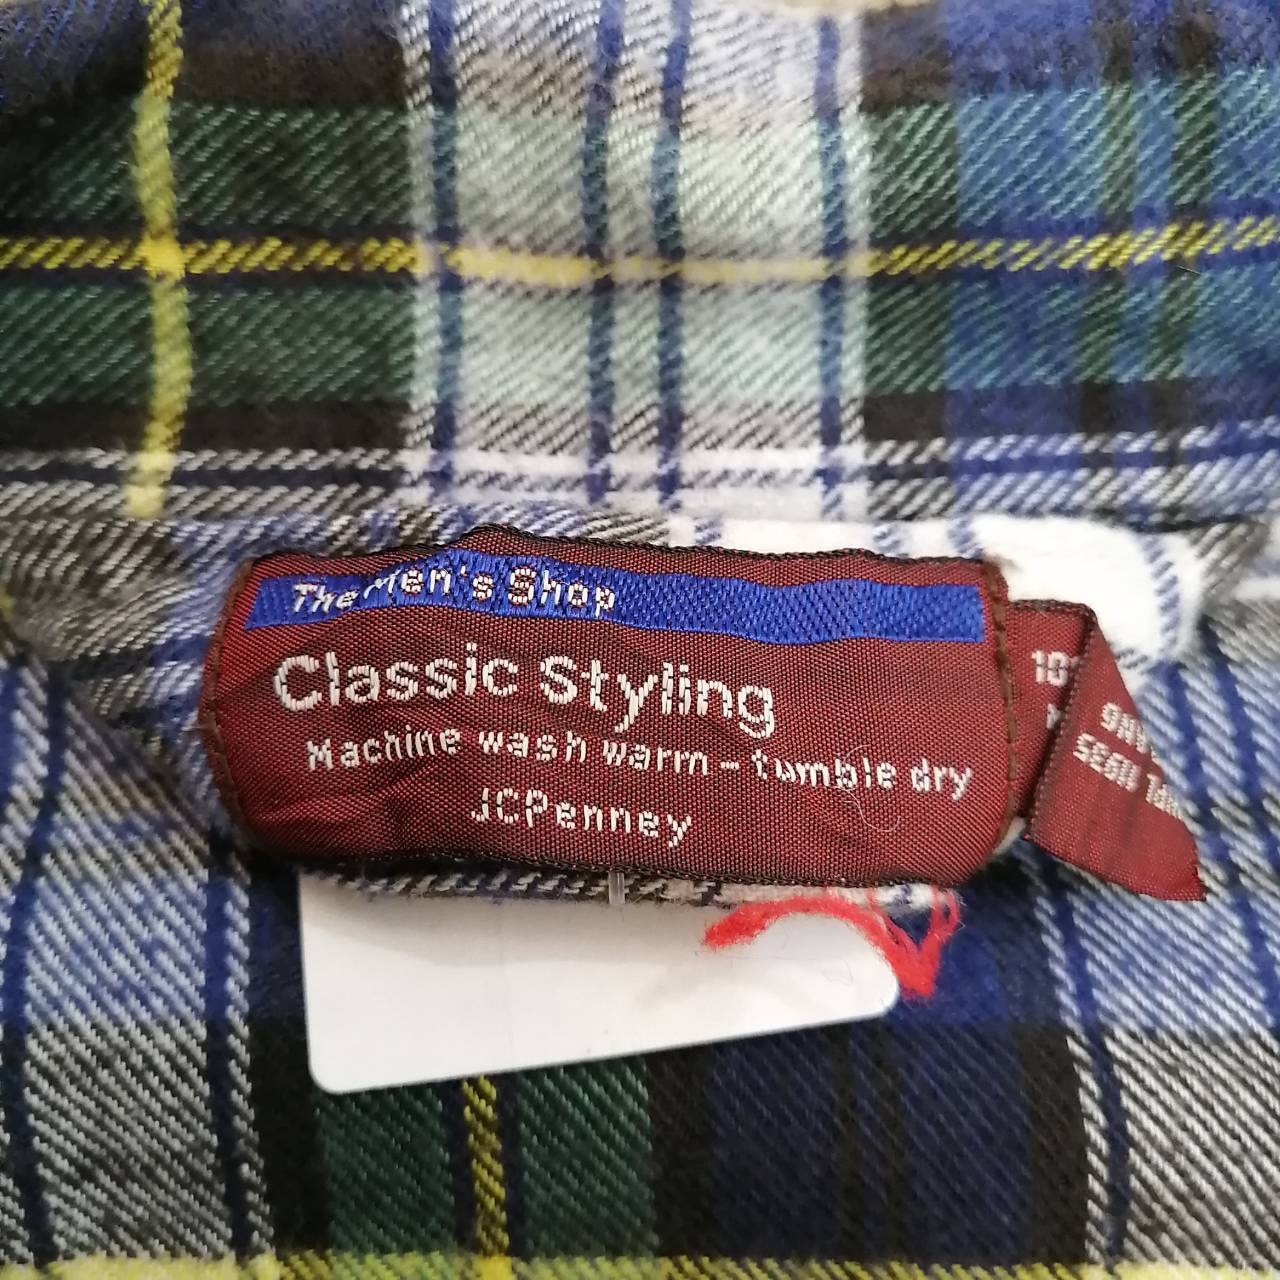 The Men's Shop
Classic Styling
Machine wash warm - tumble dry
JCPenney